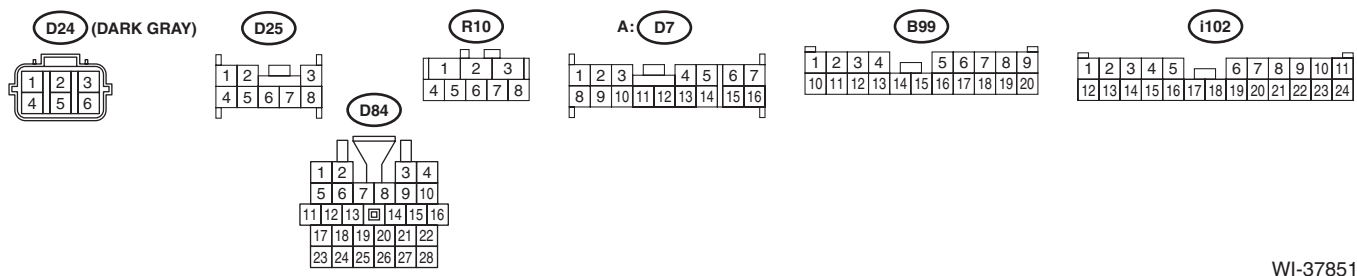 D24 (DARK GRAY)
1 2 3
4 5 6
D25
1 2 3
4 5 6 7 8
R10
1 2 3
4 5 6 7 8
A: D7
1 2 3 4 5 6 7
8 9 10 11 12 13 14 15 16
B99
1 2 3 4 5 6 7 8 9
10 11 12 13 14 15 16 17 18 19 20
i102
1 2 3 4 5 6 7 8 9 10 11
12 13 14 15 16 17 18 19 20 21 22 23 24
D84
1 2 3 4
5 6 7 8 9 10
11 12 13 14 15 16
17 18 19 20 21 22
23 24 25 26 27 28
WI-37851